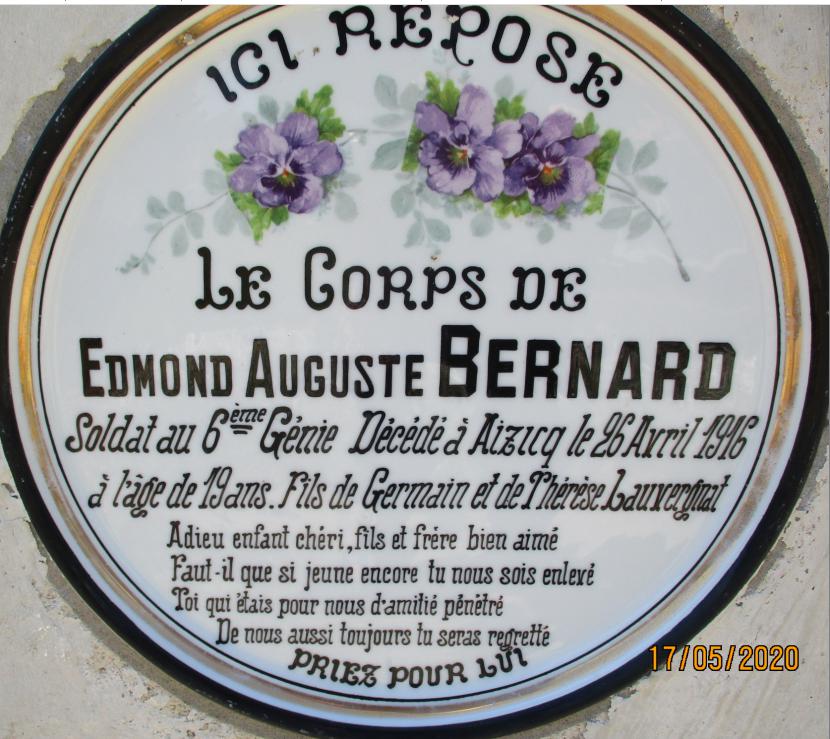 ICI REPOSE
LE CORPS DE
EDMOND AUGUSTE BERNARD
Soldat au 6ème Génie Décédé à Aizicq le 26 Avril 1916
à l'âge de 19 ans. Fils de Germain et de Thérèse Lauvergnat
Adieu enfant chéri, fils et frére bien aimé
Faut-il que si jeune encore tu nous sois enlevé
Toi qui étais pour nous d'amitié pénétré
De nous aussi toujours tu seras regretté
PRIEZ POUR LUI
17/05/2020